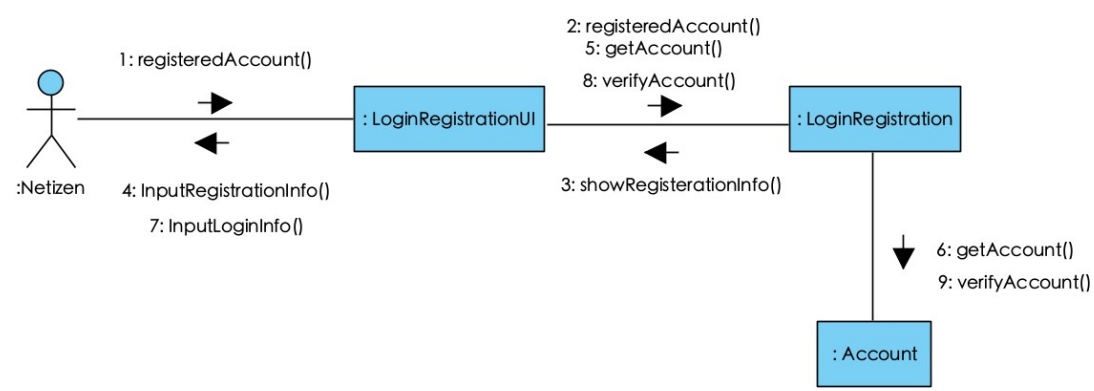 2: registeredAccount()
5: getAccount()
1: registeredAccount()
8: verifyAccount()
: LoginRegistrationUI
: LoginRegistration
:Netizen
4: InputRegistrationInfo()
3: showRegisterationInfo()
7: InputLoginInfo()
6: getAccount()
9: verifyAccount()
: Account